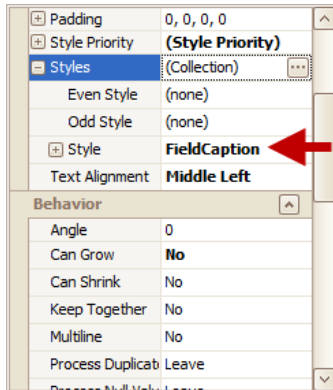 Padding 0, 0, 0, 0
Style Priority (Style Priority)
Styles (Collection) ...
Even Style (none)
Odd Style (none)
Style FieldCaption
Text Alignment Middle Left
Behavior
Angle 0
Can Grow No
Can Shrink No
Keep Together No
Multiline No
Process Duplicat Leave